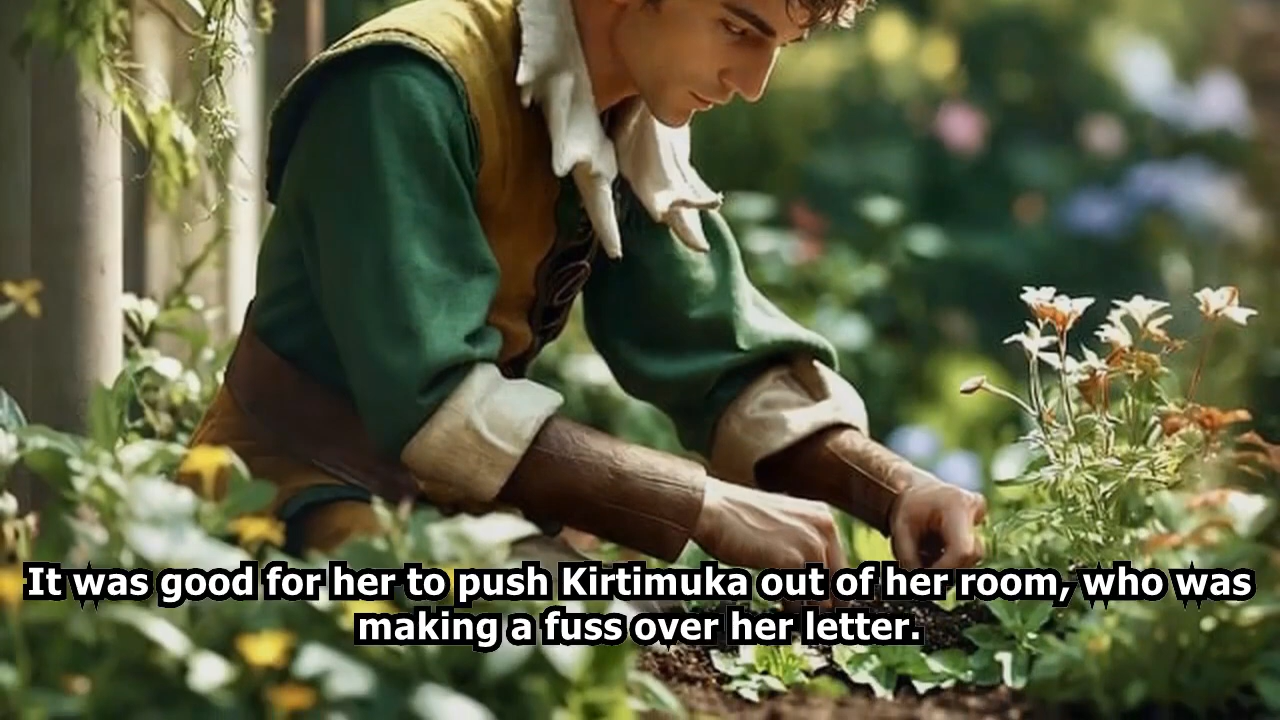 It was good for her to push Kirtimuka out of her room, who was
making a fuss over her letter.